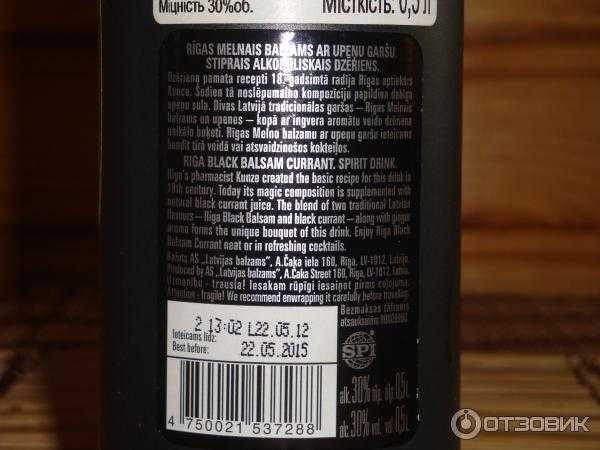 Міцність 30%об.
Місткість. 0,5 л
RĪGAS MELNAIS BALZAMS AR UPEŅU GARŠU.
STIPRAIS ALKOHOLISKAIS DZĒRIENS.
Dzēriena pamata recepti 18. gadsimtā radīja Rīgas aptiekārs
Kunze. Šodien tā noslēpumaino kompozīciju papildina dabīga
upeņu sula. Divas Latvijā tradicionālas garšas – Rīgas Melnais
balzams un upenes – kopā ar ingvera aromātu veido dzēriena
unikālo buķeti. Rīgas Melno balzamu ar upeņu garšu ieteicams
baudīt tīrā veidā vai atsvaidzinošos kokteiļos.
RIGA BLACK BALSAM CURRANT. SPIRIT DRINK.
Riga's pharmacist Kunze created the basic recipe for this drink in
18th century. Today its magic composition is supplemented with
natural black currant juice. The blend of two traditional Latvian
flavours – Riga Black Balsam and black currant – along with ginger
aroma forms the unique bouquet of this drink. Enjoy Riga Black
Balsam Currant neat or in refreshing cocktails.
Ražots AS „Latvijas balzams”, A.Čaka iela 160, Rīga, LV-1012, Latvija.
Produced by AS „Latvijas balzams”, A.Čaka Street 160, Riga, LV-1012, Latvia.
Uzmanību - trausla! Iesakām rūpīgi iesaiņot pirms ceļojuma.
Attention - fragile! We recommend enwrapping it carefully before traveling.
Bezmaksas tālrunis
atsauksmēm
2 13:02 L22.05.12
Ieteicams līdz:
Best before: 22.05.2015
SPI
alk. 30% tilp. 0,5L
alc. 30% vol. 0,5L
4 750021 537288
ОТЗОВИК